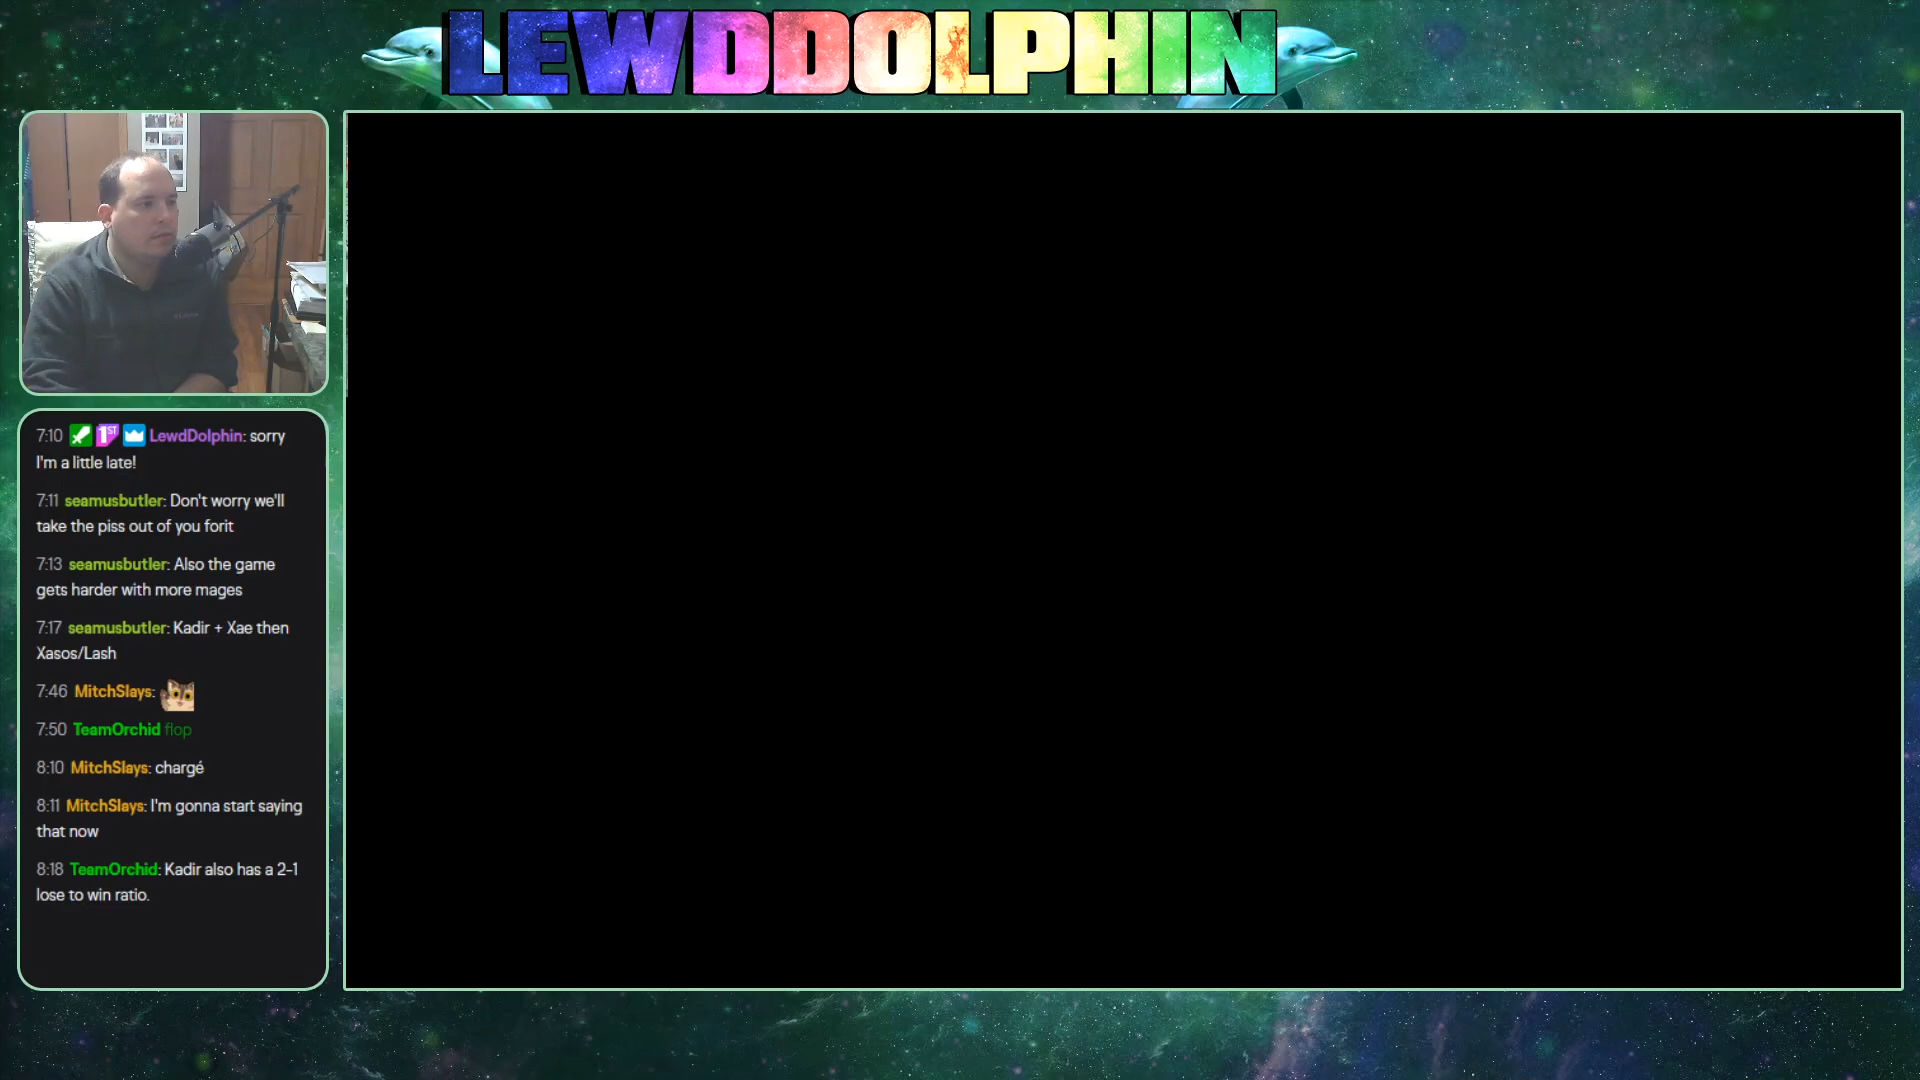 LEWDDOLPHIN
7:10 1ST LewdDolphin: sorry
I'm a little late!
7:11 seamusbutler: Don't worry we'll
take the piss out of you forit
7:13 seamusbutler: Also the game
gets harder with more mages
7:17 seamusbutler: Kadir + Xae then
Xasos/Lash
7:46 MitchSlays:
7:50 TeamOrchid flop
8:10 MitchSlays: chargé
8:11 MitchSlays: I'm gonna start saying
that now
8:18 TeamOrchid: Kadir also has a 2-1
lose to win ratio.